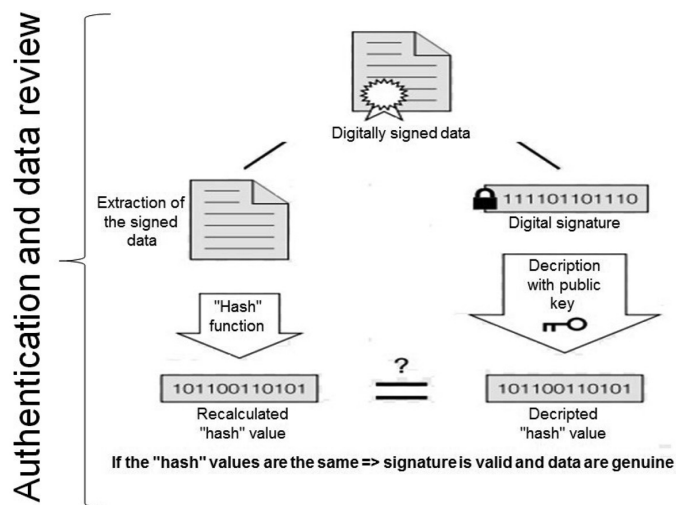 Authentication and data review
Digitally signed data
Extraction of
the signed
data
111101101110
Digital signature
"Hash"
function
Decription
with public
key
101100110101
?
=
101100110101
Recalculated
"hash" value
Decripted
"hash" value
If the "hash" values are the same => signature is valid and data are genuine